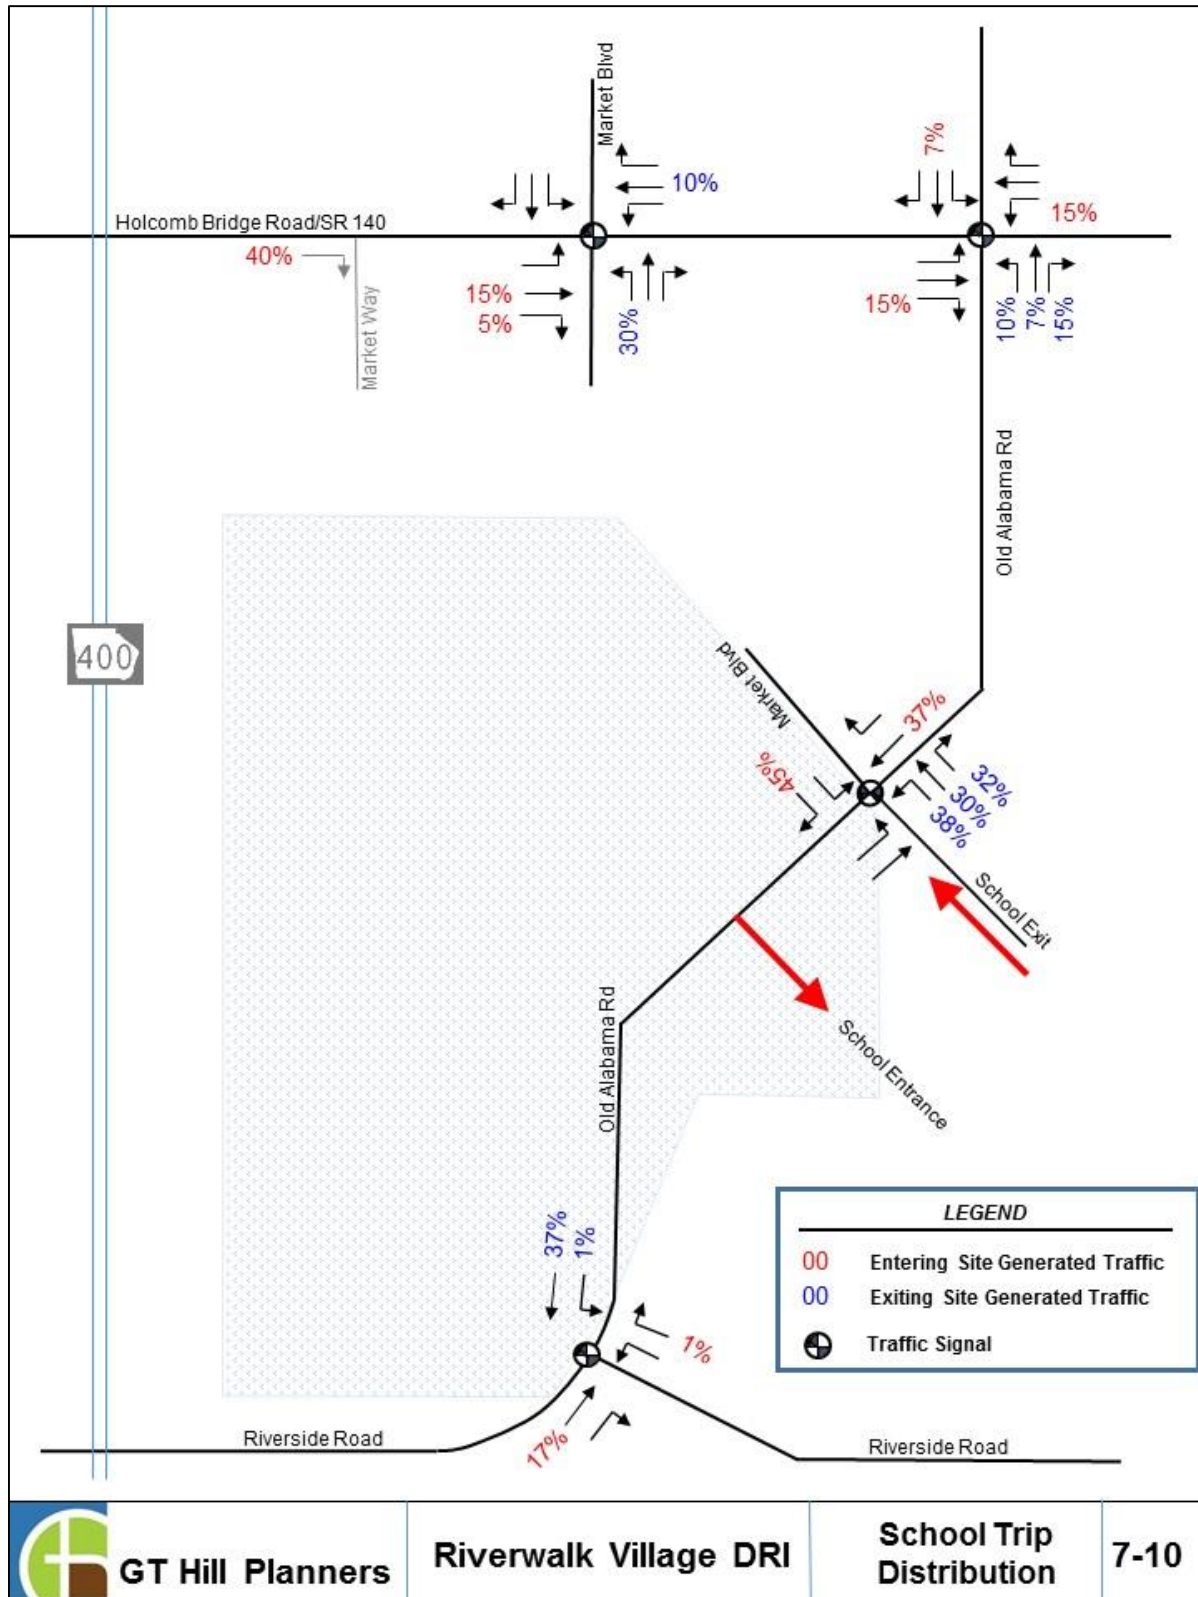 Market Blvd
7%
10%
15%
Holcomb Bridge Road/SR 140
40%
15%
5%
30%
15%
10%
7%
15%
Market Way
Old Alabama Rd
400
Market Blvd
37%
45%
32%
30%
38%
School Exit
School Entrance
Old Alabama Rd
37%
1%
1%
17%
Riverside Road
Riverside Road
LEGEND
00 Entering Site Generated Traffic
00 Exiting Site Generated Traffic
Traffic Signal
GT Hill Planners
Riverwalk Village DRI
School Trip
Distribution
7-10